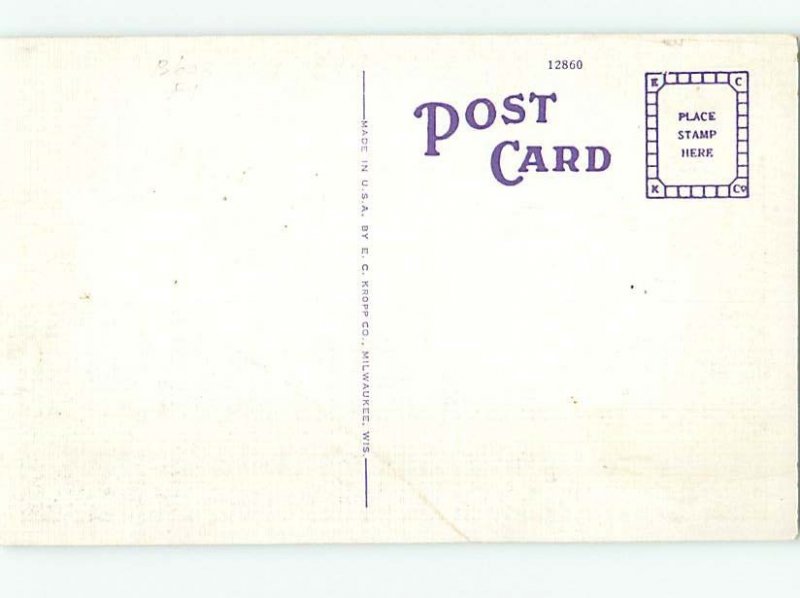 12860
POST
CARD
E C
PLACE
STAMP
HERE
K Co
MADE IN U.S.A. BY E. C. KROPP CO., MILWAUKEE, WIS.